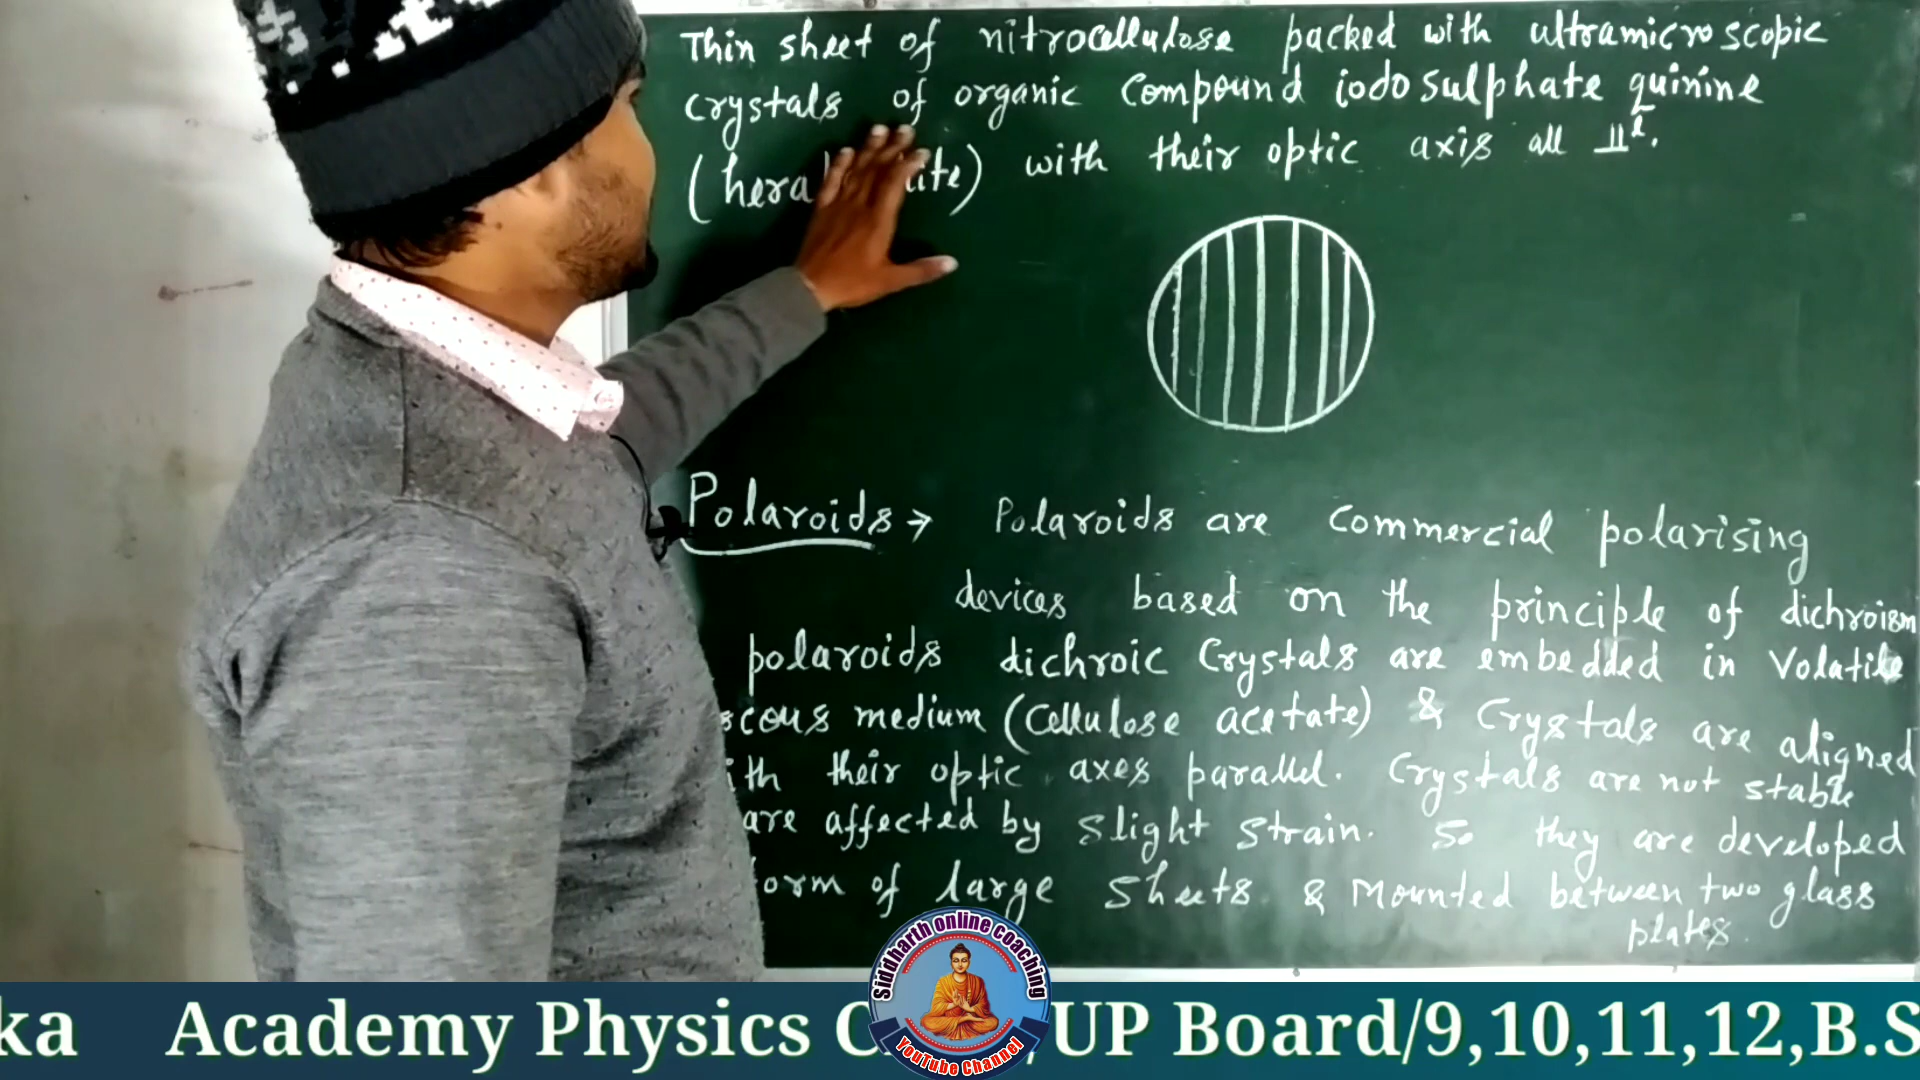 Thin sheet of nitrocellulose packed with ultramicroscopic
crystals of organic compound iodosulphate quinine
with their optic axis all 11l.
Polaroids → Polaroids are commercial polarising
devices based on the principle of dichroism
polaroids dichroic crystals are embedded in volatile
medium (cellulose acetate) & crystals are aligned
their optic axes parallel. Crystals are not stable
are affected by slight strain. So they are developed
of large sheets & mounted between two glass
plates.
Academy Physics UP Board/9,10,11,12,B.S
Siddharth online coaching
YouTube Channel